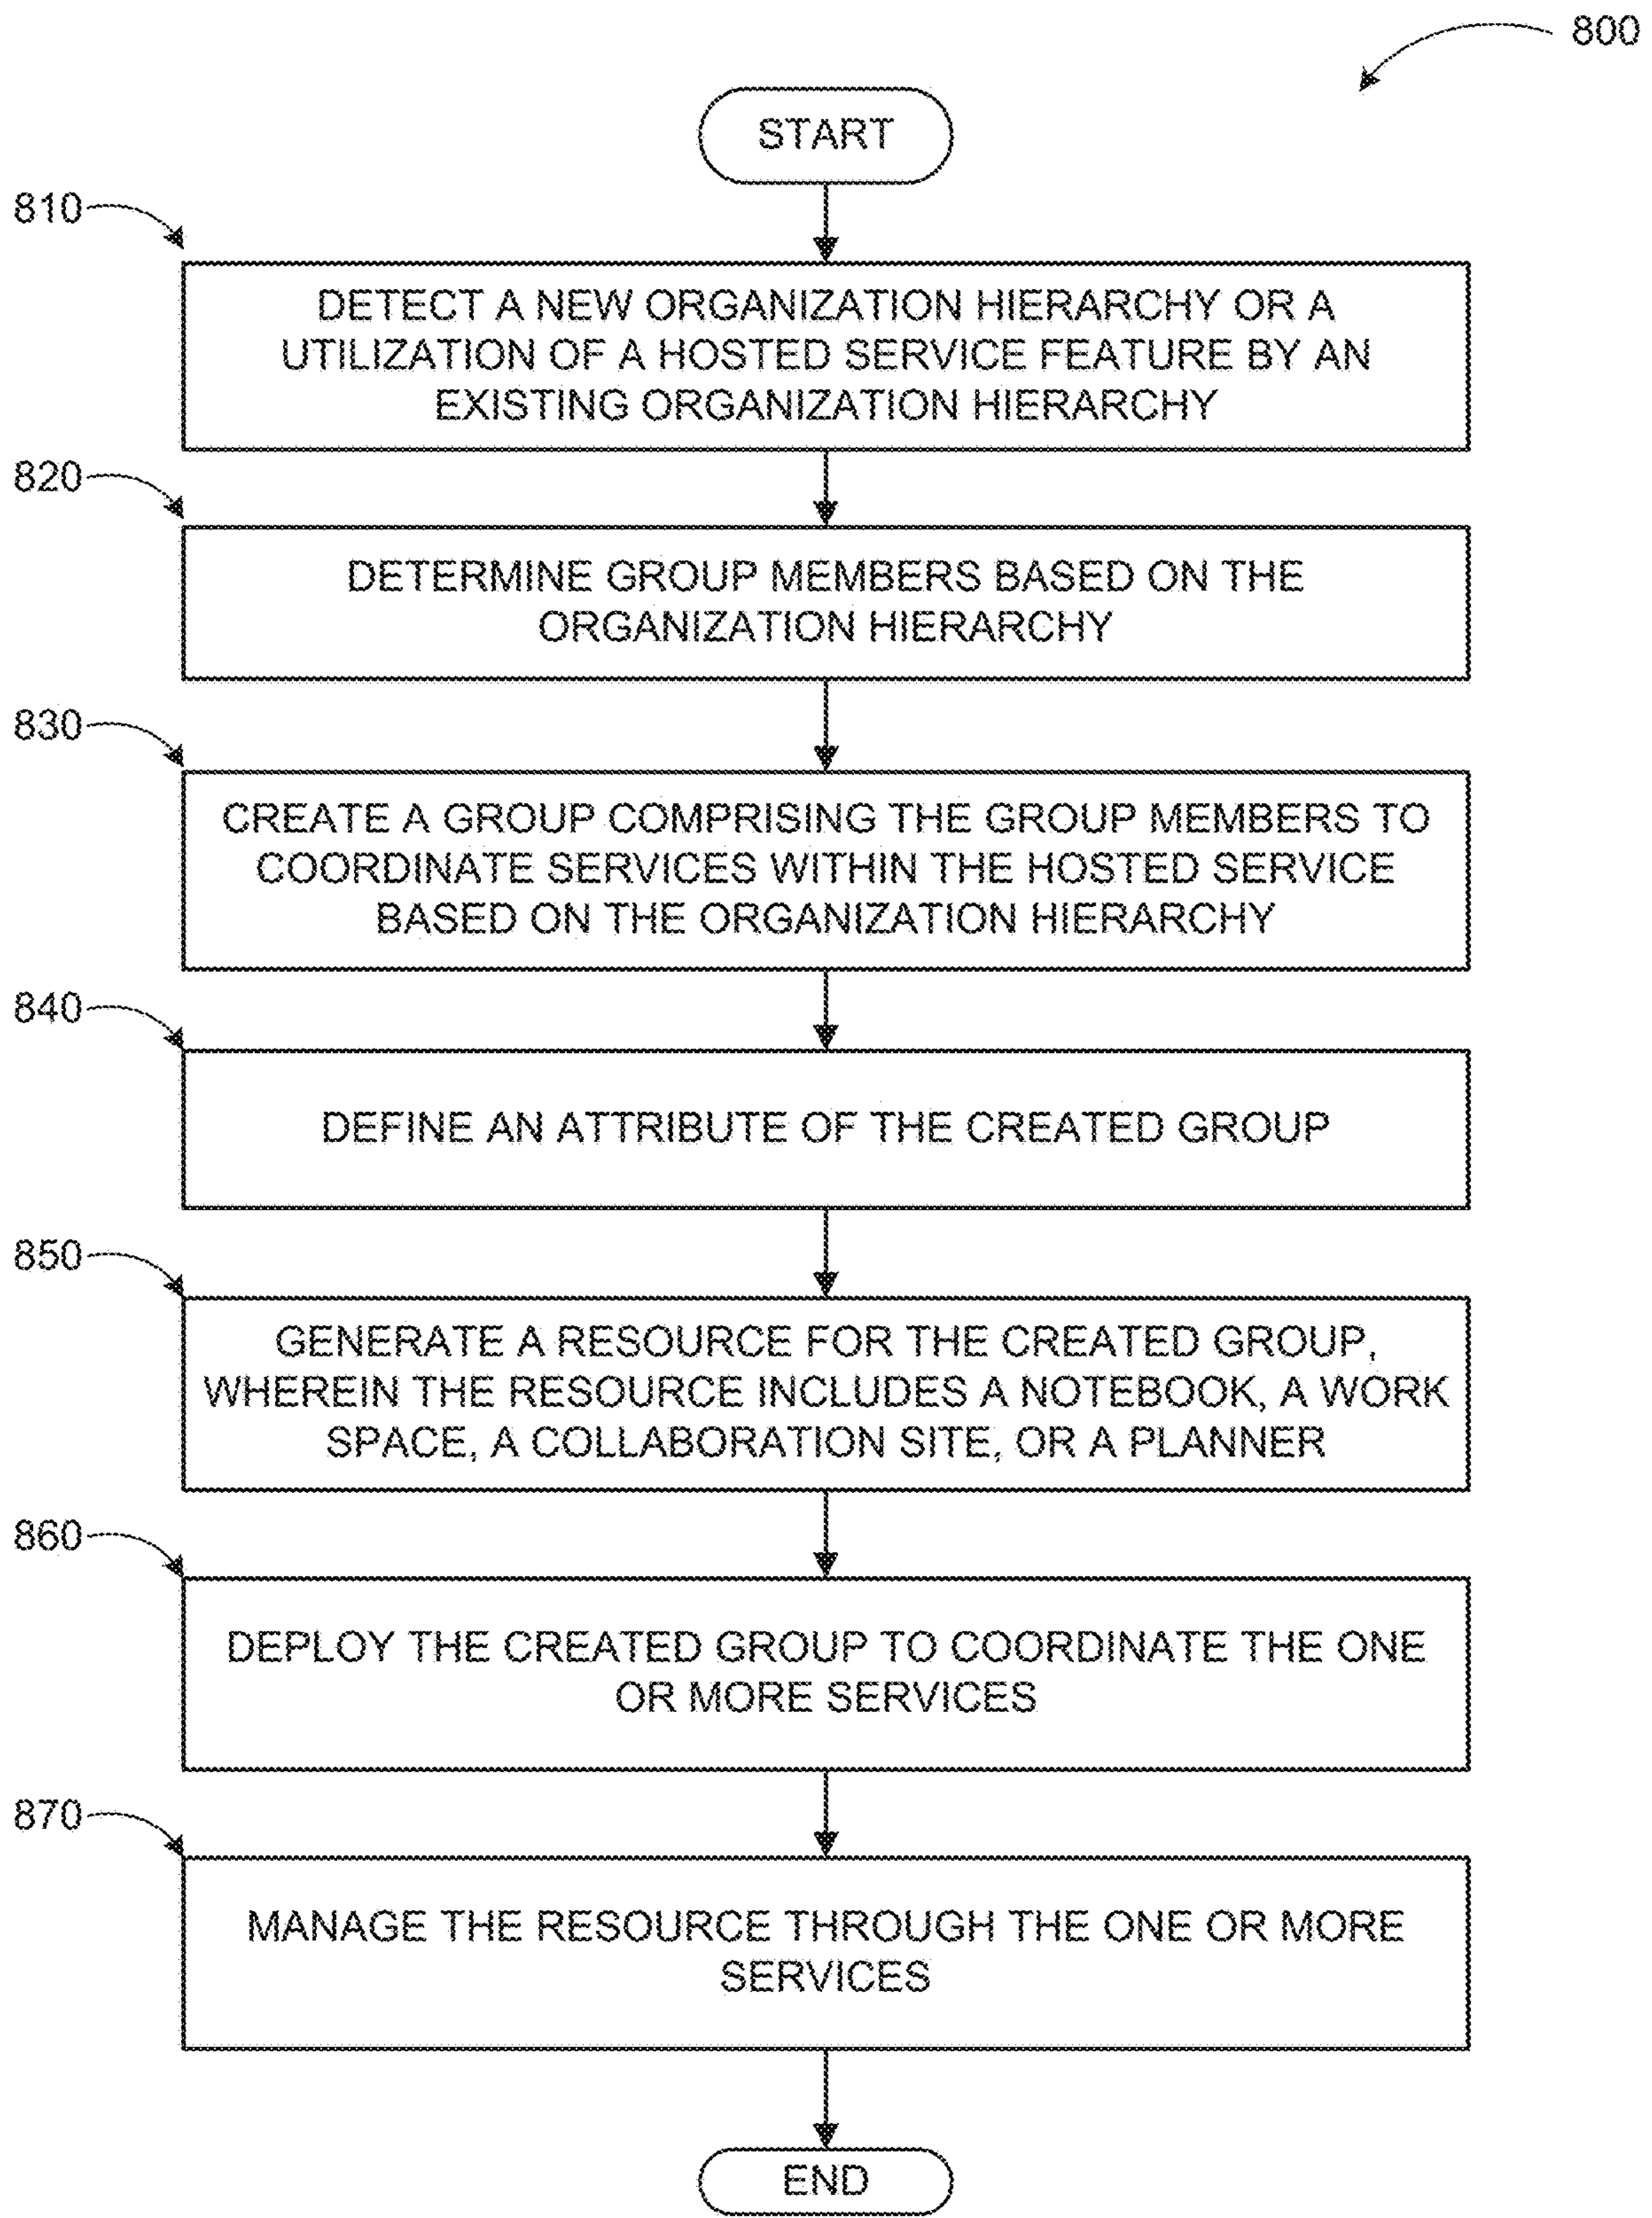 800
START
810
DETECT A NEW ORGANIZATION HIERARCHY OR A
UTILIZATION OF A HOSTED SERVICE FEATURE BY AN
EXISTING ORGANIZATION HIERARCHY
820
DETERMINE GROUP MEMBERS BASED ON THE
ORGANIZATION HIERARCHY
830
CREATE A GROUP COMPRISING THE GROUP MEMBERS TO
COORDINATE SERVICES WITHIN THE HOSTED SERVICE
BASED ON THE ORGANIZATION HIERARCHY
840
DEFINE AN ATTRIBUTE OF THE CREATED GROUP
850
GENERATE A RESOURCE FOR THE CREATED GROUP,
WHEREIN THE RESOURCE INCLUDES A NOTEBOOK, A WORK
SPACE, A COLLABORATION SITE, OR A PLANNER
860
DEPLOY THE CREATED GROUP TO COORDINATE THE ONE
OR MORE SERVICES
870
MANAGE THE RESOURCE THROUGH THE ONE OR MORE
SERVICES
END